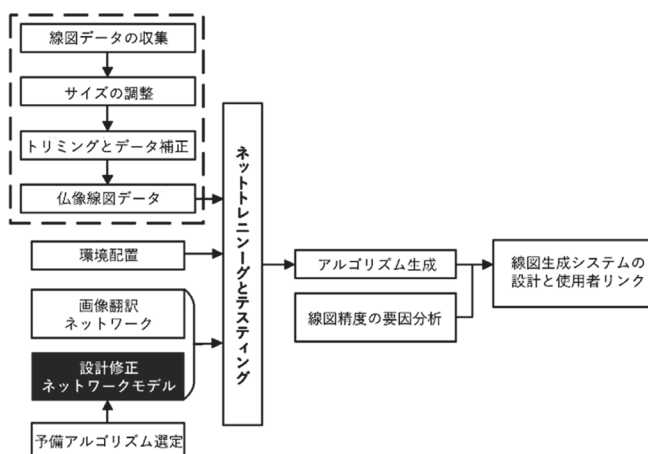 線図データの収集
サイズの調整
トリミングとデータ補正
仏像線図データ
環境配置
画像翻訳
ネットワーク
設計修正
ネットワークモデル
予備アルゴリズム選定
ネットトレニンーグとテスティング
アルゴリズム生成
線図精度の要因分析
線図生成システムの
設計と使用者リンク